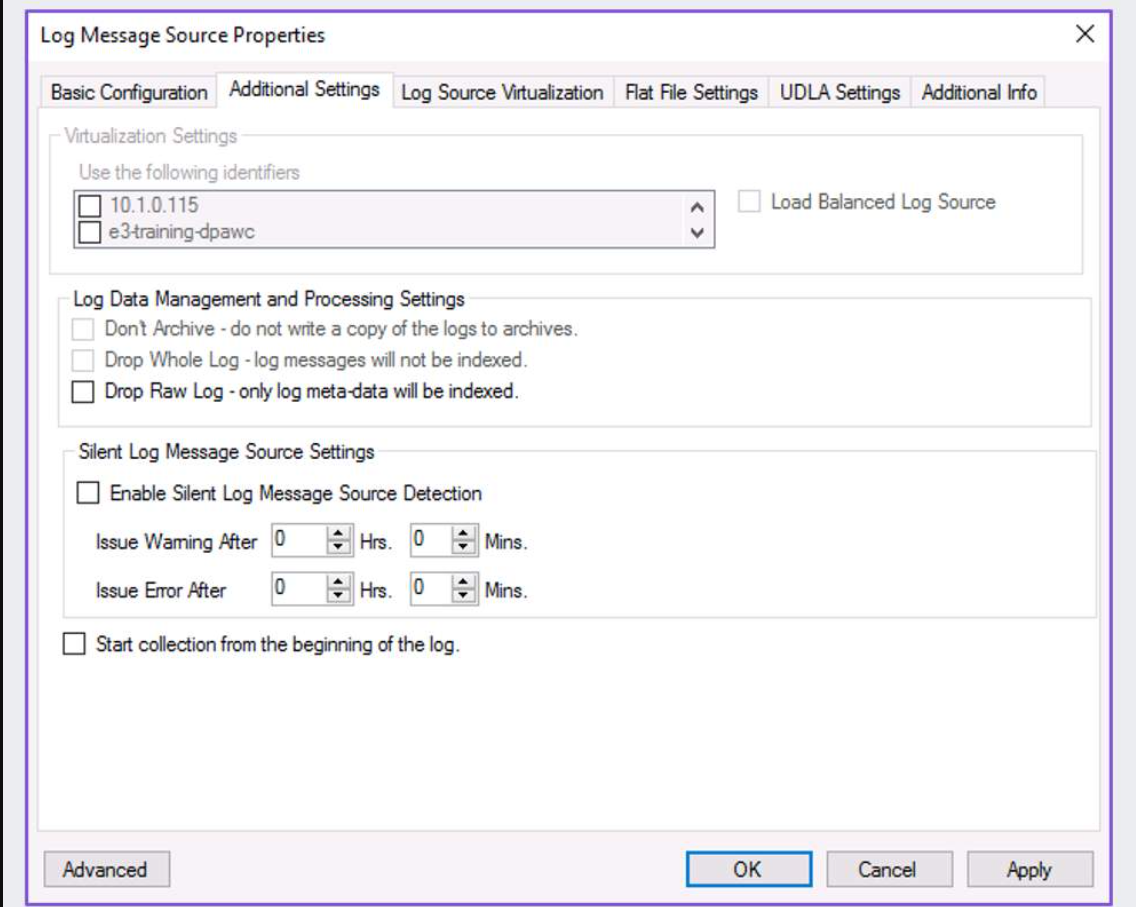 Log Message Source Properties
Basic Configuration Additional Settings Log Source Virtualization Flat File Settings UDLA Settings Additional Info
Virtualization Settings
Use the following identifiers
10.1.0.115
e3-training-dpawc
Load Balanced Log Source
Log Data Management and Processing Settings
Don't Archive - do not write a copy of the logs to archives.
Drop Whole Log - log messages will not be indexed.
Drop Raw Log - only log meta-data will be indexed.
Silent Log Message Source Settings
Enable Silent Log Message Source Detection
Issue Warning After 0 Hrs. 0 Mins.
Issue Error After 0 Hrs. 0 Mins.
Start collection from the beginning of the log.
Advanced OK Cancel Apply